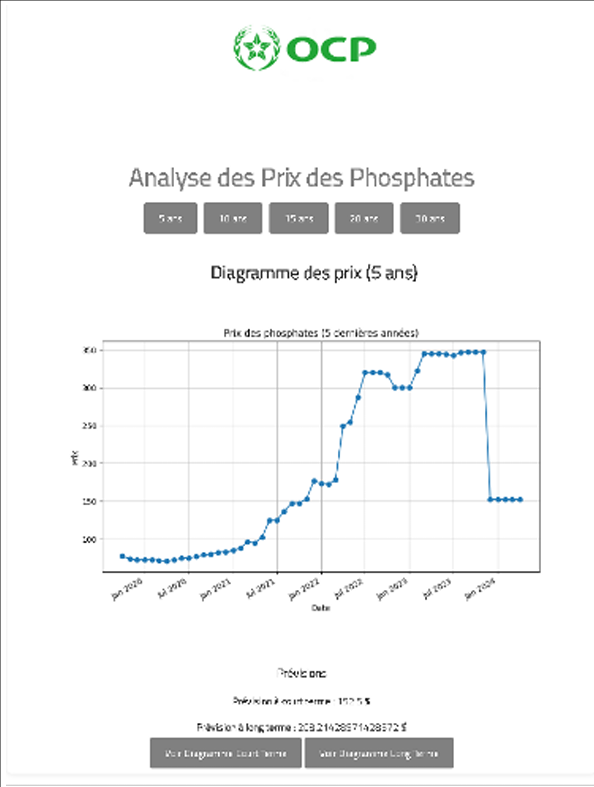 OCP
Analyse des Prix des Phosphates
5 ans 10 ans 15 ans 20 ans 30 ans
Diagramme des prix (5 ans)
Prix des phosphates (5 dernières années)
350
300
250
200
150
100
Prix
Jan 2020 Jul 2020 Jan 2021 Jul 2021 Jan 2022 Jul 2022 Jan 2023 Jul 2023 Jan 2024
Date
Prévisions
Prévision à court terme : 152.5 $
Prévision à long terme : 208.21428571428572 $
Voir Diagramme Court Terme Voir Diagramme Long Terme